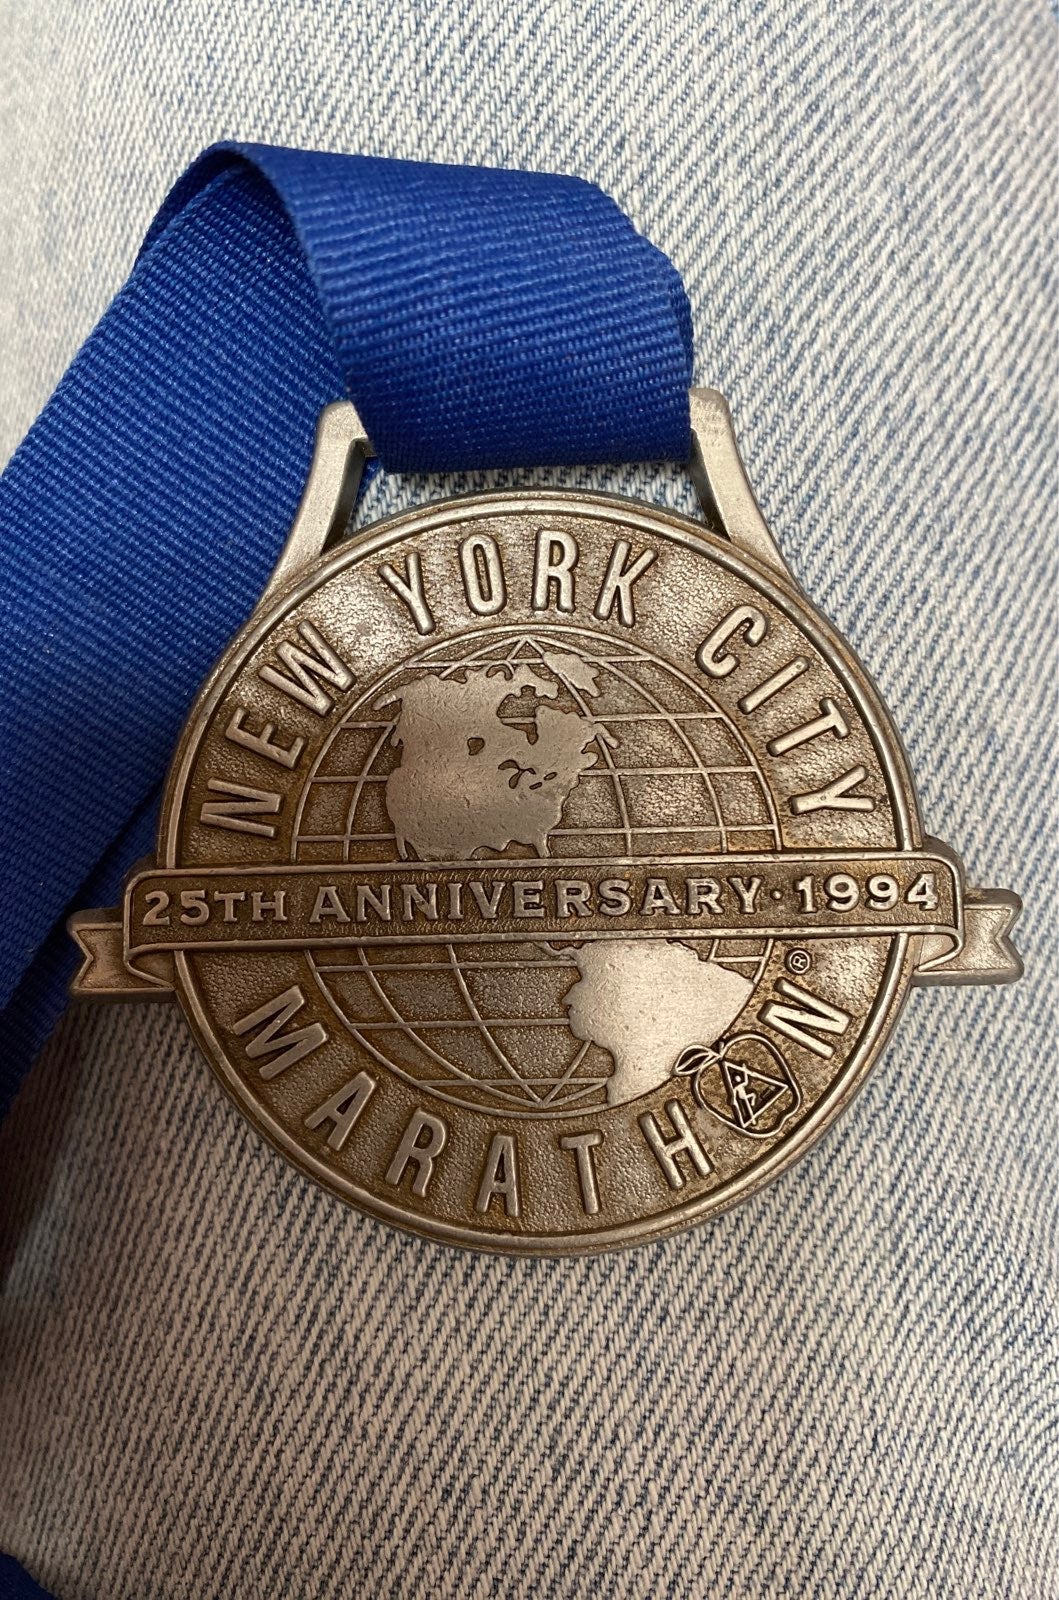 NEW YORK CITY
25TH ANNIVERSARY · 1994
MARATHON®